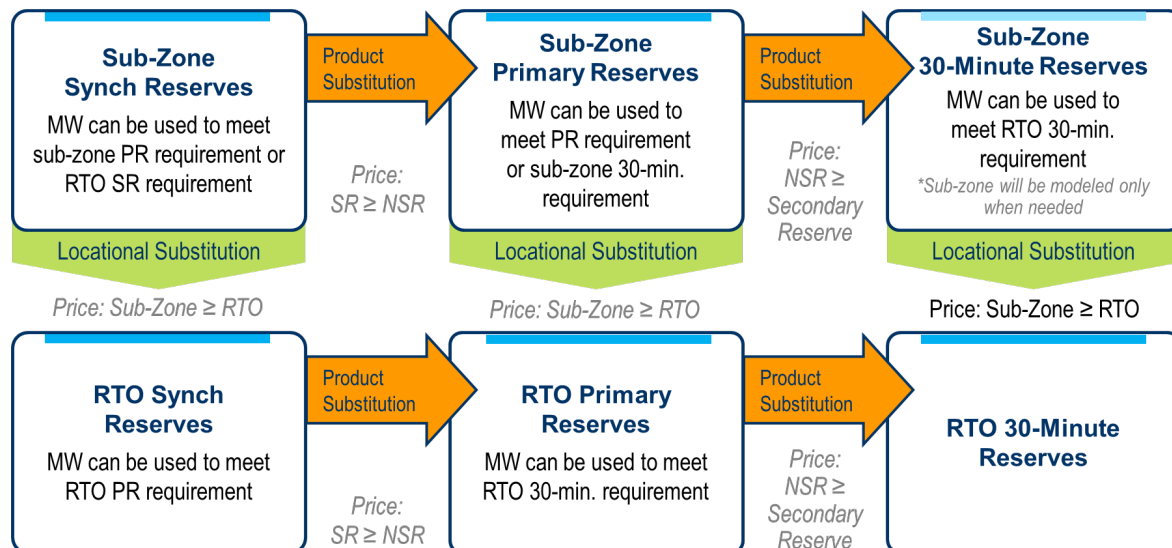 Sub-Zone
Synch Reserves
MW can be used to meet
sub-zone PR requirement or
RTO SR requirement
Product
Substitution
Price:
SR ≥ NSR
Sub-Zone
Primary Reserves
MW can be used to
meet PR requirement
or sub-zone 30-min.
requirement
Product
Substitution
Price:
NSR ≥
Secondary
Reserve
Sub-Zone
30-Minute Reserves
MW can be used to
meet RTO 30-min.
requirement
*Sub-zone will be modeled only
when needed
Locational Substitution
Locational Substitution
Locational Substitution
Price: Sub-Zone ≥ RTO
Price: Sub-Zone ≥ RTO
Price: Sub-Zone ≥ RTO
RTO Synch
Reserves
MW can be used to meet
RTO PR requirement
Product
Substitution
Price:
SR ≥ NSR
RTO Primary
Reserves
MW can be used to meet
RTO 30-min. requirement
Product
Substitution
Price:
NSR ≥
Secondary
Reserve
RTO 30-Minute
Reserves